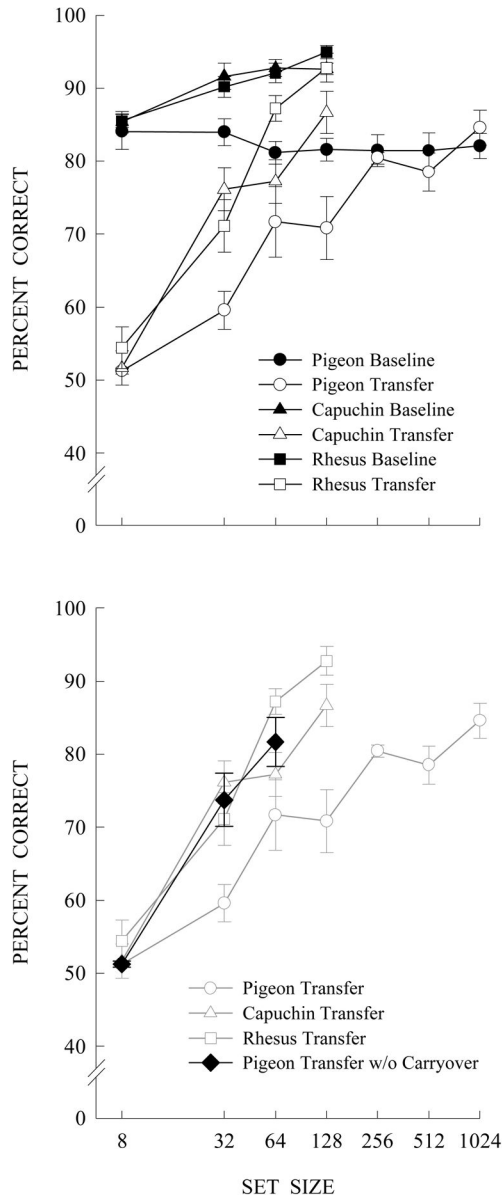 100
90
80
70
60
50
40
0
PERCENT CORRECT
Pigeon Baseline
Pigeon Transfer
Capuchin Baseline
Capuchin Transfer
Rhesus Baseline
Rhesus Transfer
100
90
80
70
60
50
40
0
PERCENT CORRECT
Pigeon Transfer
Capuchin Transfer
Rhesus Transfer
Pigeon Transfer w/o Carryover
8 32 64 128 256 512 1024
SET SIZE